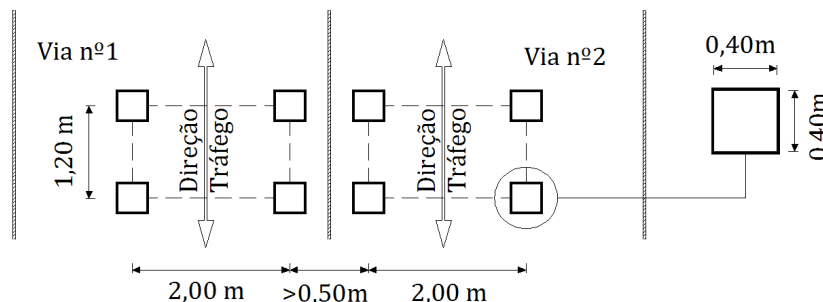 Via nº1
Via nº2
0,40m
0,40m
1,20 m
Direção
Tráfego
Direção
Tráfego
2,00 m
>0,50m
2,00 m